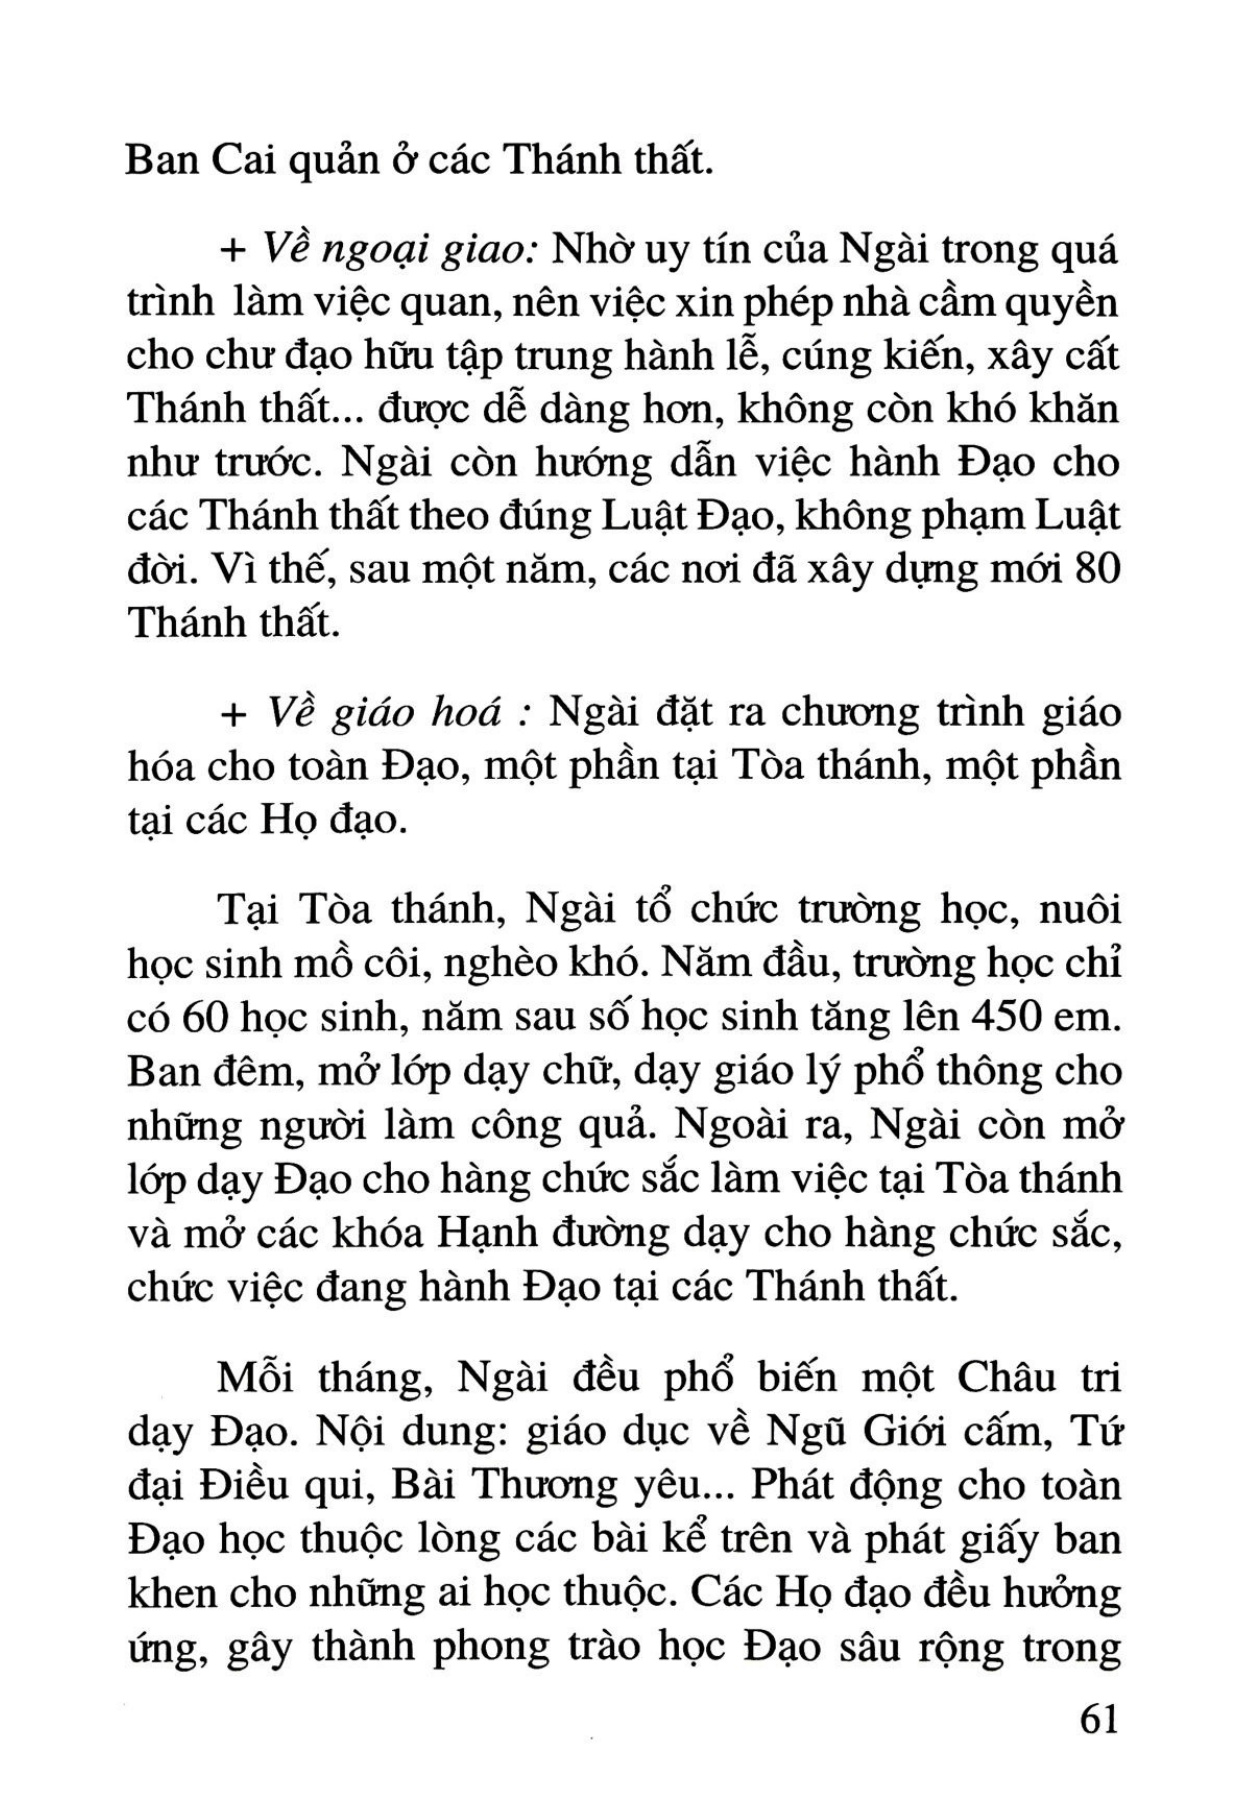 Ban Cai quản ở các Thánh thất.
+ Về ngoại giao: Nhờ uy tín của Ngài trong quá
trình làm việc quan, nên việc xin phép nhà cầm quyền
cho chư đạo hữu tập trung hành lễ, cúng kiến, xây cất
Thánh thất... được dễ dàng hơn, không còn khó khăn
như trước. Ngài còn hướng dẫn việc hành Đạo cho
các Thánh thất theo đúng Luật Đạo, không phạm Luật
đời. Vì thế, sau một năm, các nơi đã xây dựng mới 80
Thánh thất.
+ Về giáo hoá : Ngài đặt ra chương trình giáo
hóa cho toàn Đạo, một phần tại Tòa thánh, một phần
tại các Họ đạo.
Tại Tòa thánh, Ngài tổ chức trường học, nuôi
học sinh mồ côi, nghèo khó. Năm đầu, trường học chỉ
có 60 học sinh, năm sau số học sinh tăng lên 450 em.
Ban đêm, mở lớp dạy chữ, dạy giáo lý phổ thông cho
những người làm công quả. Ngoài ra, Ngài còn mở
lớp dạy Đạo cho hàng chức sắc làm việc tại Tòa thánh
và mở các khóa Hạnh đường dạy cho hàng chức sắc,
chức việc đang hành Đạo tại các Thánh thất.
Mỗi tháng, Ngài đều phổ biến một Châu tri
dạy Đạo. Nội dung: giáo dục về Ngũ Giới cấm, Tứ
đại Điều qui, Bài Thương yêu... Phát động cho toàn
Đạo học thuộc lòng các bài kể trên và phát giấy ban
khen cho những ai học thuộc. Các Họ đạo đều hưởng
ứng, gây thành phong trào học Đạo sâu rộng trong
61